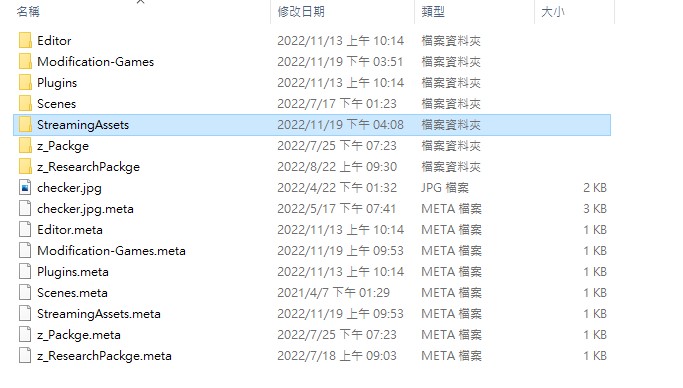 名稱 修改日期 類型 大小
Editor 2022/11/13 上午 10:14 檔案資料夾
Modification-Games 2022/11/19 下午 03:51 檔案資料夾
Plugins 2022/11/13 上午 10:14 檔案資料夾
Scenes 2022/7/17 下午 01:23 檔案資料夾
StreamingAssets 2022/11/19 下午 04:08 檔案資料夾
z_Packge 2022/7/25 下午 07:23 檔案資料夾
z_ResearchPackge 2022/8/22 上午 09:30 檔案資料夾
checker.jpg 2022/4/22 下午 01:32 JPG 檔案 2 KB
checker.jpg.meta 2022/5/17 下午 07:41 META 檔案 3 KB
Editor.meta 2022/11/13 上午 10:14 META 檔案 1 KB
Modification-Games.meta 2022/11/19 上午 09:53 META 檔案 1 KB
Plugins.meta 2022/11/13 上午 10:14 META 檔案 1 KB
Scenes.meta 2021/4/7 下午 01:29 META 檔案 1 KB
StreamingAssets.meta 2022/11/19 上午 09:53 META 檔案 1 KB
z_Packge.meta 2022/7/25 下午 07:23 META 檔案 1 KB
z_ResearchPackge.meta 2022/7/18 上午 09:03 META 檔案 1 KB